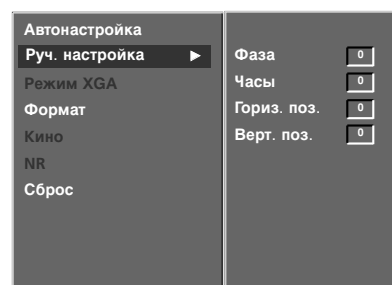 Автонастройка
Руч. настройка ►
Режим XGA
Формат
Кино
NR
Сброс
Фаза 0
Часы 0
Гориз. поз. 0
Верт. поз. 0